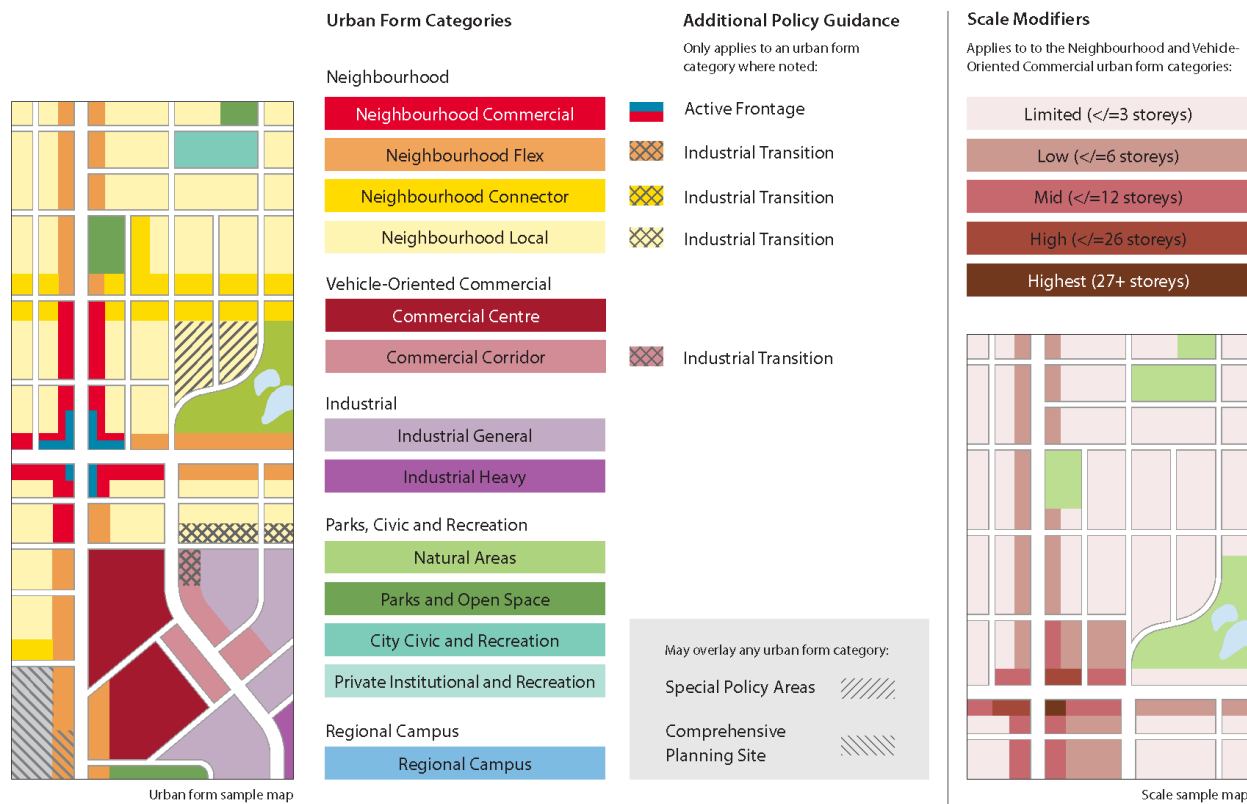 Urban Form Categories
Additional Policy Guidance
Only applies to an urban form
category where noted:
Neighbourhood
Neighbourhood Commercial
Active Frontage
Neighbourhood Flex
Industrial Transition
Neighbourhood Connector
Industrial Transition
Neighbourhood Local
Industrial Transition
Vehicle-Oriented Commercial
Commercial Centre
Commercial Corridor
Industrial Transition
Industrial
Industrial General
Industrial Heavy
Parks, Civic and Recreation
Natural Areas
Parks and Open Space
City Civic and Recreation
Private Institutional and Recreation
Regional Campus
Regional Campus
May overlay any urban form category:
Special Policy Areas
Comprehensive
Planning Site
Urban form sample map
Scale Modifiers
Applies to to the Neighbourhood and Vehicle-
Oriented Commercial urban form categories:
Limited (</=3 storeys)
Low (</=6 storeys)
Mid (</=12 storeys)
High (</=26 storeys)
Highest (27+ storeys)
Scale sample map